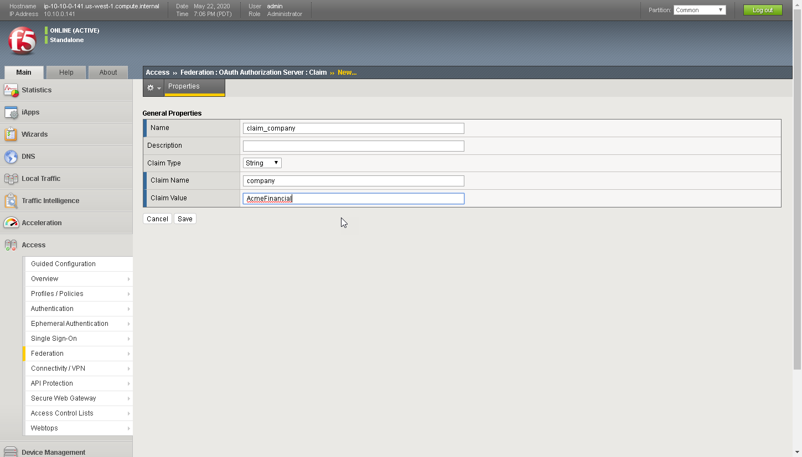 Hostname ip-10-10-0-141.us-west-1.compute.internal Date May 22, 2020 User admin
IP Address 10.10.0.141 Time 7:06 PM (PDT) Role Administrator
Partition: Common Log out
f5
ONLINE (ACTIVE)
Standalone
Main Help About
Access » Federation : OAuth Authorization Server : Claim » New...
Properties
Statistics
iApps
Wizards
DNS
Local Traffic
Traffic Intelligence
Acceleration
Access
Guided Configuration
Overview
Profiles / Policies
Authentication
Ephemeral Authentication
Single Sign-On
Federation
Connectivity / VPN
API Protection
Secure Web Gateway
Access Control Lists
Webtops
Device Management
General Properties
Name claim_company
Description
Claim Type String
Claim Name company
Claim Value AcmeFinancial
Cancel Save